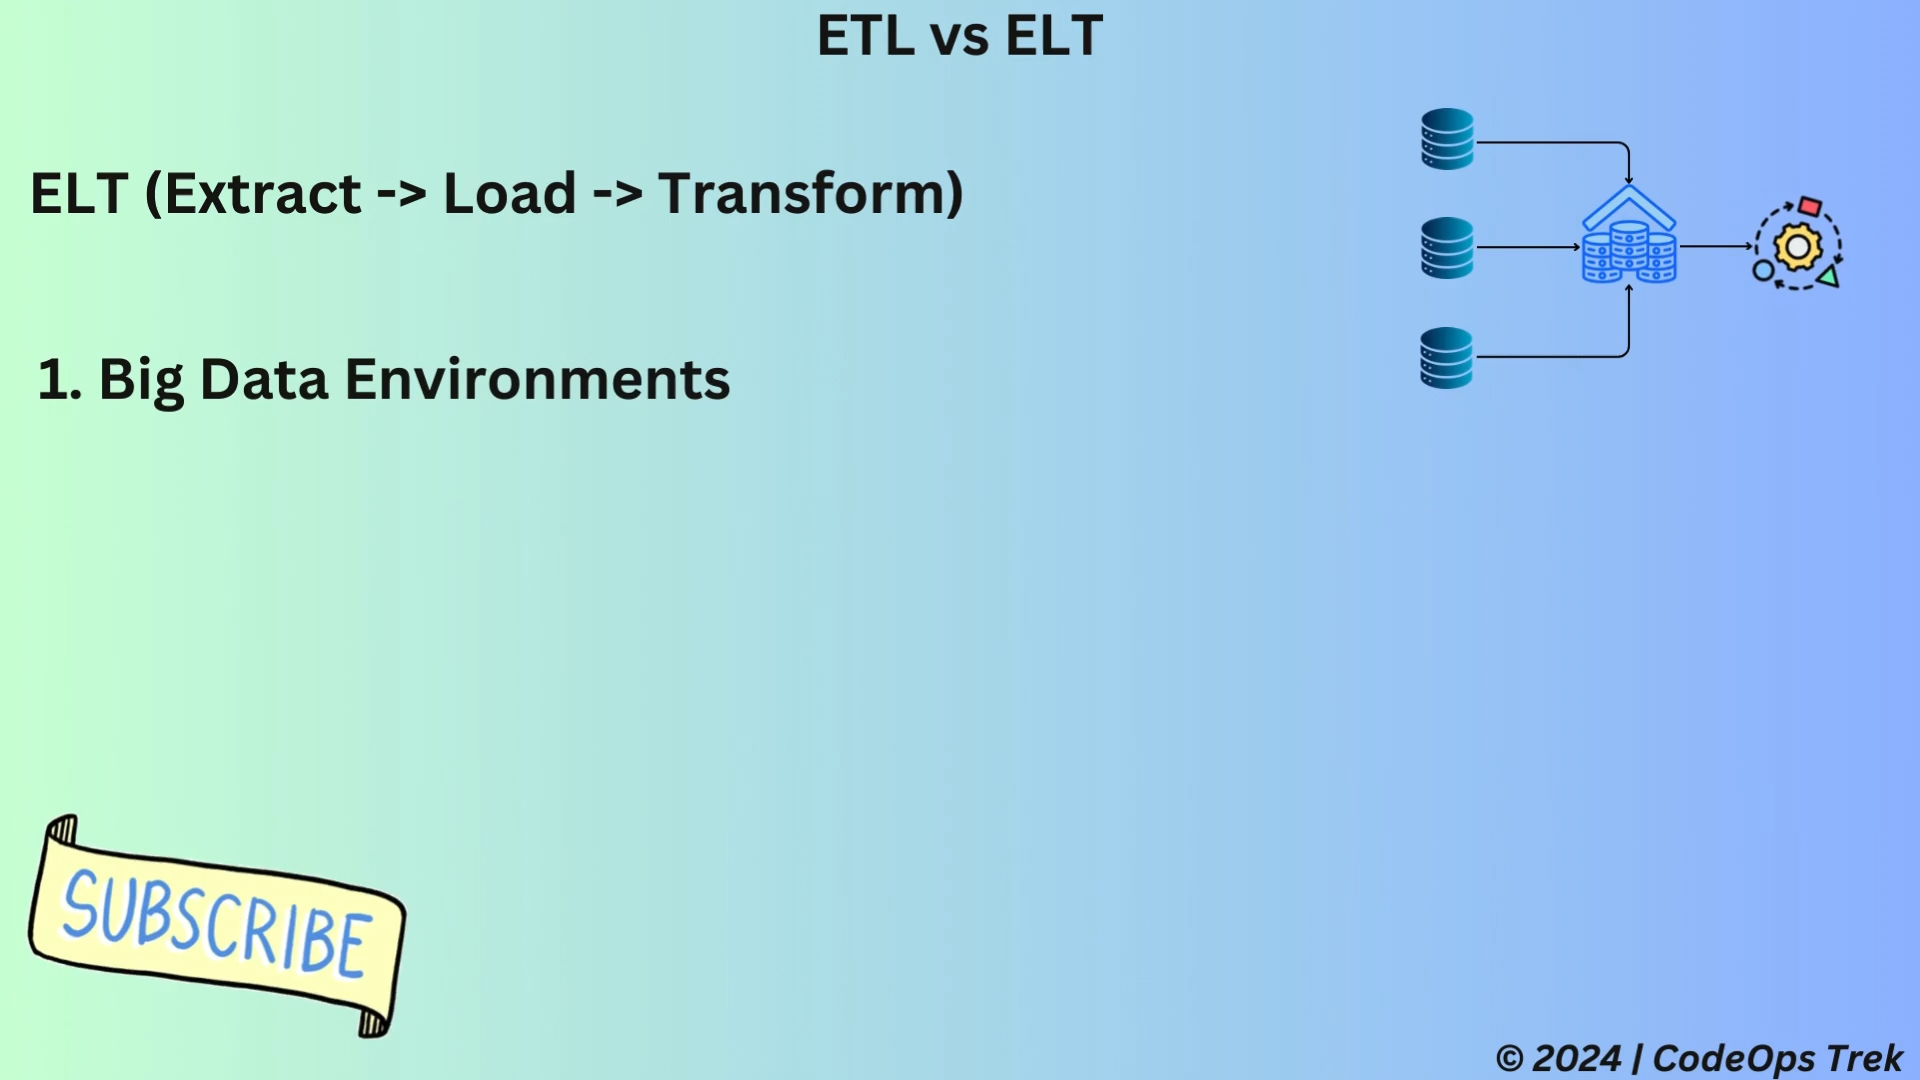 ETL vs ELT
ELT (Extract -> Load -> Transform)
1. Big Data Environments
SUBSCRIBE
© 2024 | CodeOps Trek